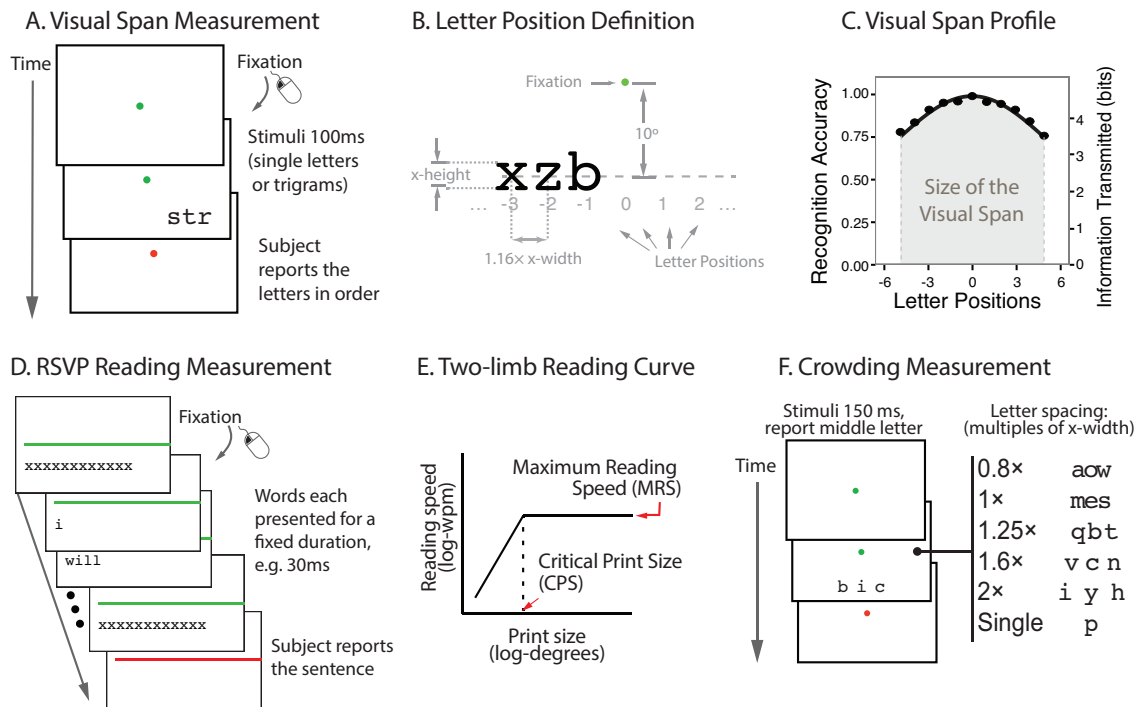 A. Visual Span Measurement
Time
Fixation
Stimuli 100ms
(single letters
or trigrams)
str
Subject
reports the
letters in order
B. Letter Position Definition
Fixation
10º
x-height
xzb
... -3 -2 -1 0 1 2 ...
1.16× x-width
Letter Positions
C. Visual Span Profile
Recognition Accuracy
1.00
0.75
0.50
0.25
0.00
Size of the
Visual Span
4
3
2
1
0
Information Transmitted (bits)
-6 -3 0 3 6
Letter Positions
D. RSVP Reading Measurement
Fixation
xxxxxxxxxxxx
i
will
xxxxxxxxxxxx
Words each
presented for a
fixed duration,
e.g. 30ms
Subject reports
the sentence
E. Two-limb Reading Curve
Reading speed
(log-wpm)
Maximum Reading
Speed (MRS)
Critical Print Size
(CPS)
Print size
(log-degrees)
F. Crowding Measurement
Stimuli 150 ms,
report middle letter
Time
b i c
Letter spacing:
(multiples of x-width)
0.8× aow
1× mes
1.25× qbt
1.6× v c n
2× i y h
Single p